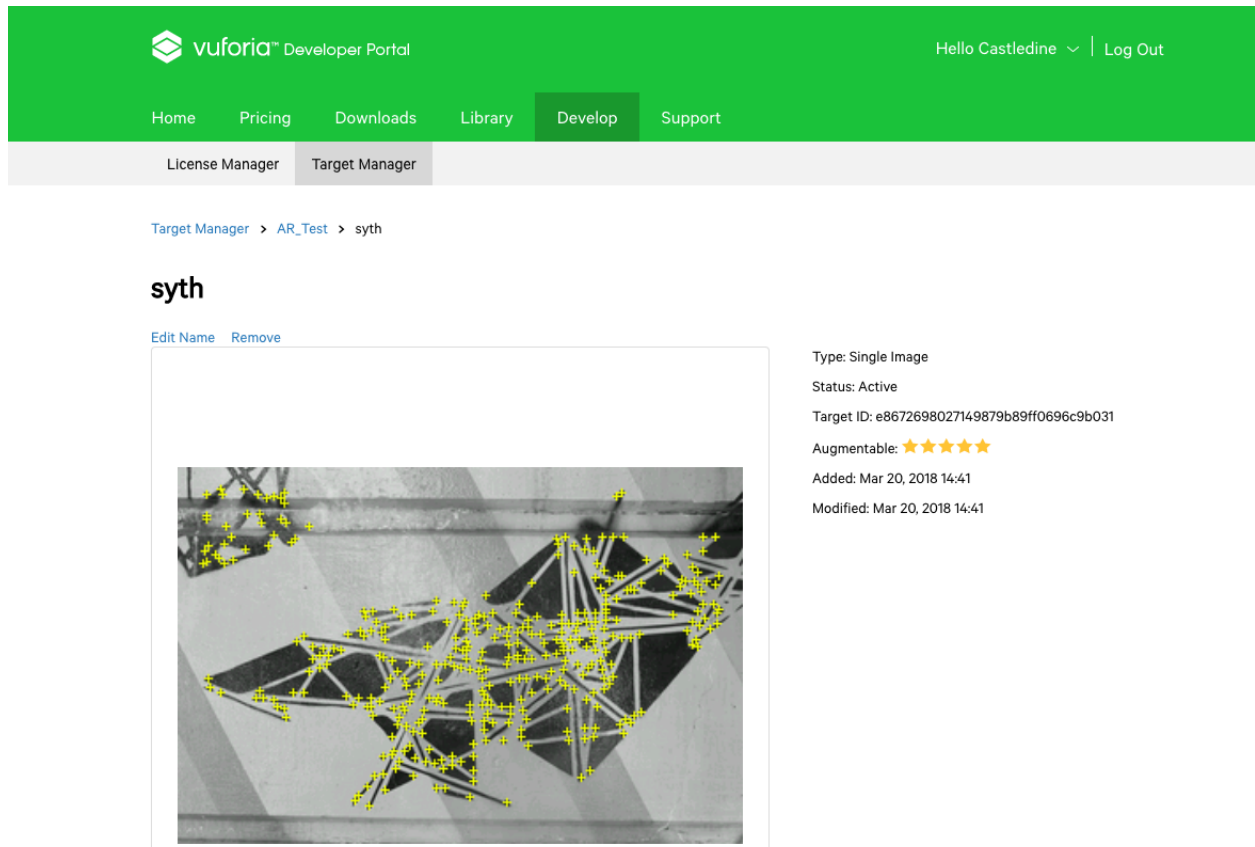 vuforia™ Developer Portal
Hello Castledine Log Out
Home Pricing Downloads Library Develop Support
License Manager Target Manager
Target Manager > AR_Test > syth
syth
Edit Name Remove
Type: Single Image
Status: Active
Target ID: e8672698027149879b89ff0696c9b031
Augmentable:
Added: Mar 20, 2018 14:41
Modified: Mar 20, 2018 14:41